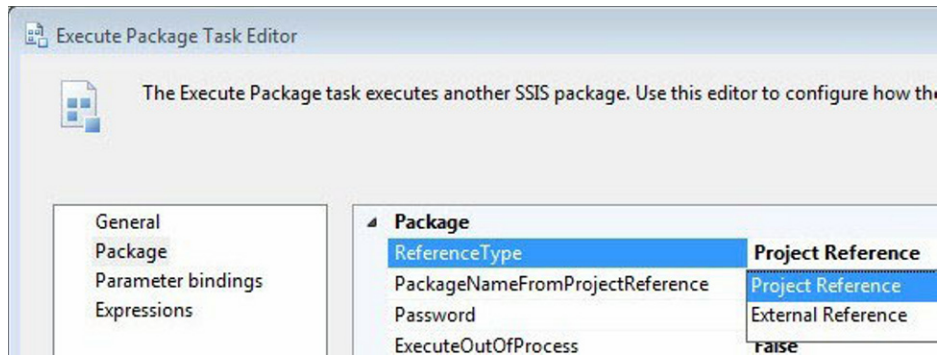 Execute Package Task Editor
The Execute Package task executes another SSIS package. Use this editor to configure how the
General
Package
Parameter bindings
Expressions
Package
ReferenceType Project Reference
PackageNameFromProjectReference Project Reference
Password External Reference
ExecuteOutOfProcess False